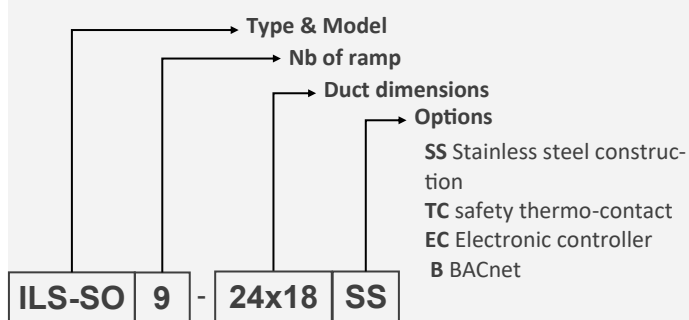 Type & Model
Nb of ramp
Duct dimensions
Options
SS Stainless steel construc-
tion
TC safety thermo-contact
EC Electronic controller
B BACnet
ILS-SO 9 - 24x18 SS